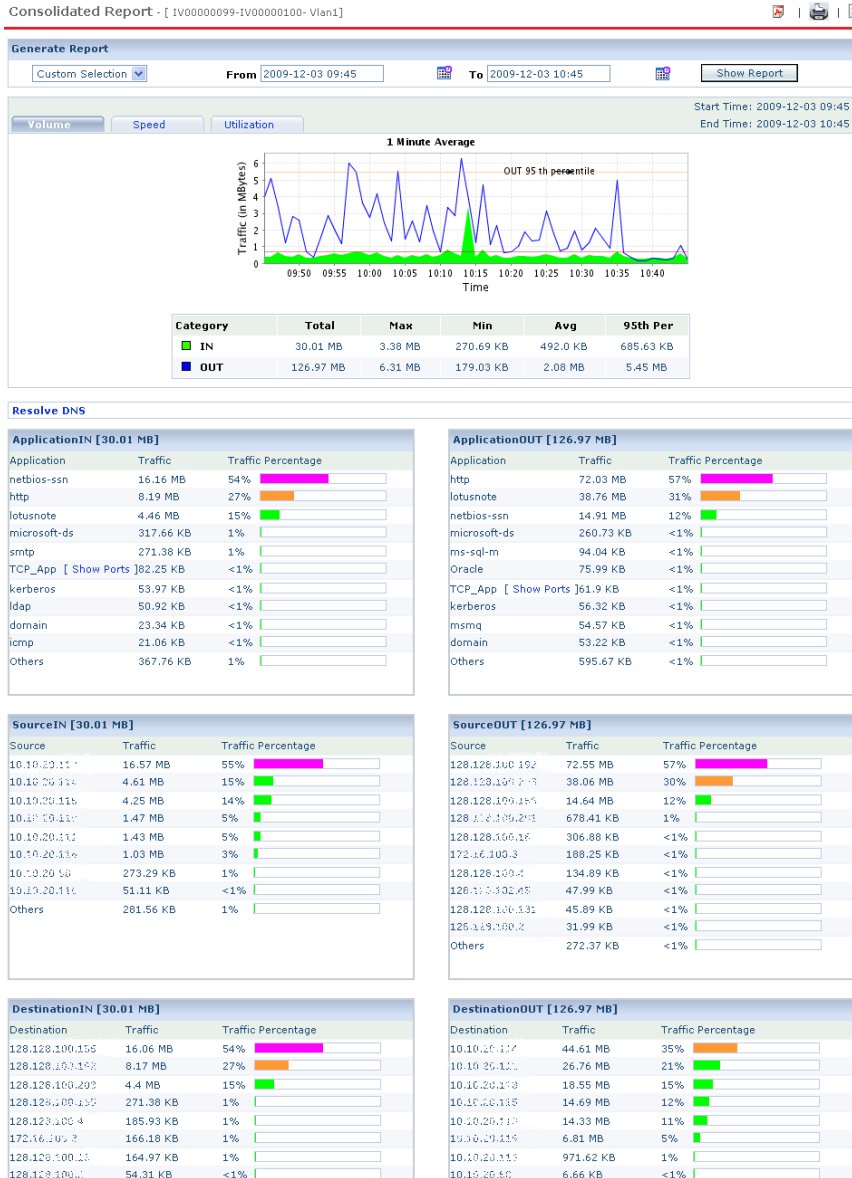 Consolidated Report - [ IV00000099-IV00000100- Vlan1]
Generate Report
Custom Selection From 2009-12-03 09:45 To 2009-12-03 10:45 Show Report
Start Time: 2009-12-03 09:45
Volume Speed Utilization End Time: 2009-12-03 10:45
1 Minute Average
OUT 95 th percentile
Traffic (in MBytes)
6
5
4
3
2
1
0
09:50 09:55 10:00 10:05 10:10 10:15 10:20 10:25 10:30 10:35 10:40
Time
Category Total Max Min Avg 95th Per
IN 30.01 MB 3.38 MB 270.69 KB 492.0 KB 685.63 KB
OUT 126.97 MB 6.31 MB 179.03 KB 2.08 MB 5.45 MB
Resolve DNS
ApplicationIN [30.01 MB]
Application Traffic Traffic Percentage
netbios-ssn 16.16 MB 54%
http 8.19 MB 27%
lotusnote 4.46 MB 15%
microsoft-ds 317.66 KB 1%
smtp 271.38 KB 1%
TCP_App [ Show Ports ]82.25 KB <1%
kerberos 53.97 KB <1%
ldap 50.92 KB <1%
domain 23.34 KB <1%
icmp 21.06 KB <1%
Others 367.76 KB 1%
ApplicationOUT [126.97 MB]
Application Traffic Traffic Percentage
http 72.03 MB 57%
lotusnote 38.76 MB 31%
netbios-ssn 14.91 MB 12%
microsoft-ds 260.73 KB <1%
ms-sql-m 94.04 KB <1%
Oracle 75.99 KB <1%
TCP_App [ Show Ports ]61.9 KB <1%
kerberos 56.32 KB <1%
msmq 54.57 KB <1%
domain 53.22 KB <1%
Others 595.67 KB <1%
SourceIN [30.01 MB]
Source Traffic Traffic Percentage
16.57 MB 55%
4.61 MB 15%
4.25 MB 14%
1.47 MB 5%
1.43 MB 5%
1.03 MB 3%
273.29 KB 1%
51.11 KB <1%
Others 281.56 KB 1%
SourceOUT [126.97 MB]
Source Traffic Traffic Percentage
72.55 MB 57%
38.06 MB 30%
14.64 MB 12%
678.41 KB 1%
306.88 KB <1%
188.25 KB <1%
134.89 KB <1%
47.99 KB <1%
45.89 KB <1%
31.99 KB <1%
Others 272.37 KB <1%
DestinationIN [30.01 MB]
Destination Traffic Traffic Percentage
16.06 MB 54%
8.17 MB 27%
4.4 MB 15%
271.38 KB 1%
185.93 KB 1%
166.18 KB 1%
164.97 KB 1%
54.31 KB <1%
DestinationOUT [126.97 MB]
Destination Traffic Traffic Percentage
44.61 MB 35%
26.76 MB 21%
18.55 MB 15%
14.69 MB 12%
14.33 MB 11%
6.81 MB 5%
971.62 KB 1%
6.66 KB <1%